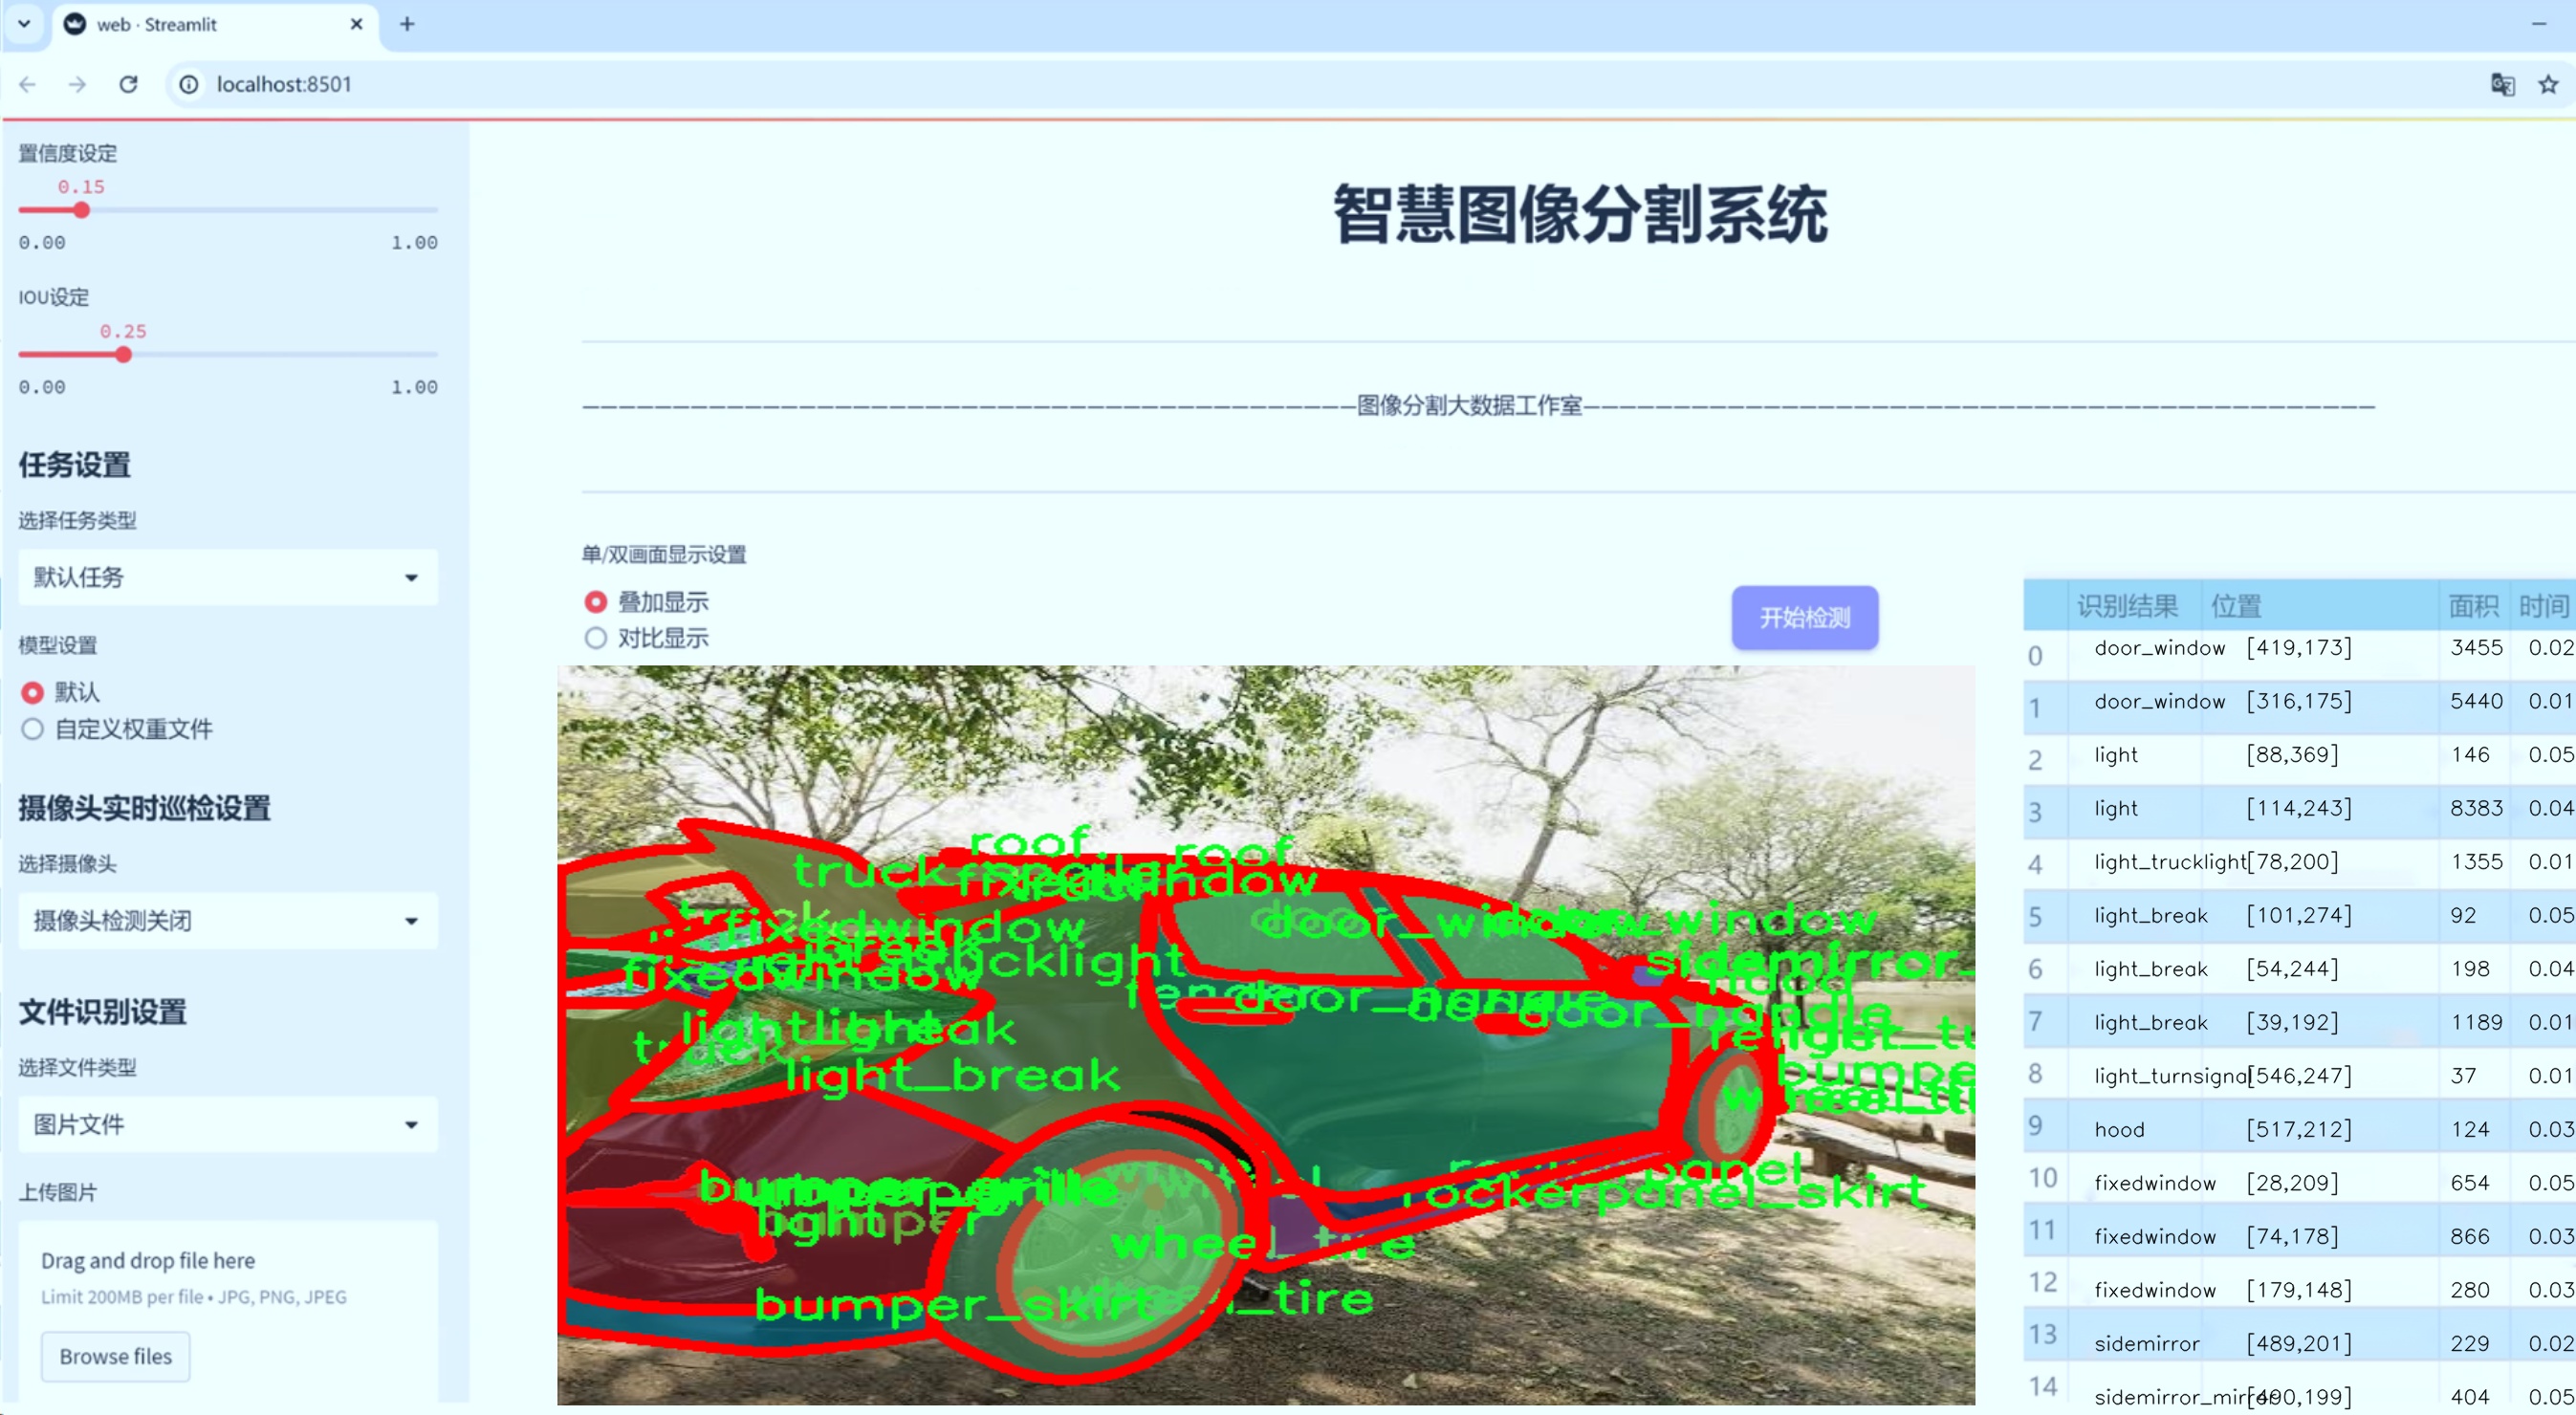 web · Streamlit
localhost:8501
置信度设定
0.15
0.00 1.00
IOU设定
0.25
0.00 1.00
任务设置
选择任务类型
默认任务
模型设置
默认
自定义权重文件
摄像头实时巡检设置
选择摄像头
摄像头检测关闭
文件识别设置
选择文件类型
图片文件
上传图片
Drag and drop file here
Limit 200MB per file • JPG, PNG, JPEG
Browse files
智慧图像分割系统
图像分割大数据工作室
单/双画面显示设置
叠加显示
对比显示
开始检测
roof
roof
truck
fixedwindow
door_window
window
fixedwindow
sidemirror
hood
door_handle
door_handle
light
light_break
bumper_grille
light
rockerpanel_skirt
wheel_tire
bumper_skirt
识别结果 位置 面积 时间
0 door_window [419,173] 3455 0.02
1 door_window [316,175] 5440 0.01
2 light [88,369] 146 0.05
3 light [114,243] 8383 0.04
4 light_trucklight [78,200] 1355 0.01
5 light_break [101,274] 92 0.05
6 light_break [54,244] 198 0.04
7 light_break [39,192] 1189 0.01
8 light_turnsignal [546,247] 37 0.01
9 hood [517,212] 124 0.03
10 fixedwindow [28,209] 654 0.05
11 fixedwindow [74,178] 866 0.03
12 fixedwindow [179,148] 280 0.03
13 sidemirror [489,201] 229 0.02
14 sidemirror_mirror [490,199] 404 0.05